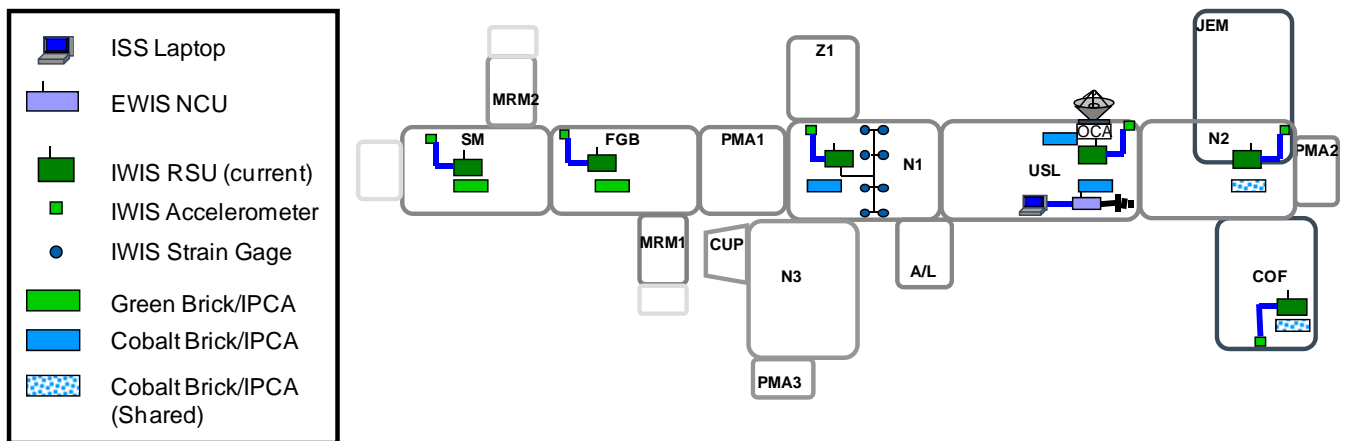 ISS Laptop
EWIS NCU
IWIS RSU (current)
IWIS Accelerometer
IWIS Strain Gage
Green Brick/IPCA
Cobalt Brick/IPCA
Cobalt Brick/IPCA
(Shared)
JEM
Z1
MRM2
OCA
SM
FGB
PMA1
N1
USL
N2
PMA2
MRM1
CUP
N3
A/L
COF
PMA3